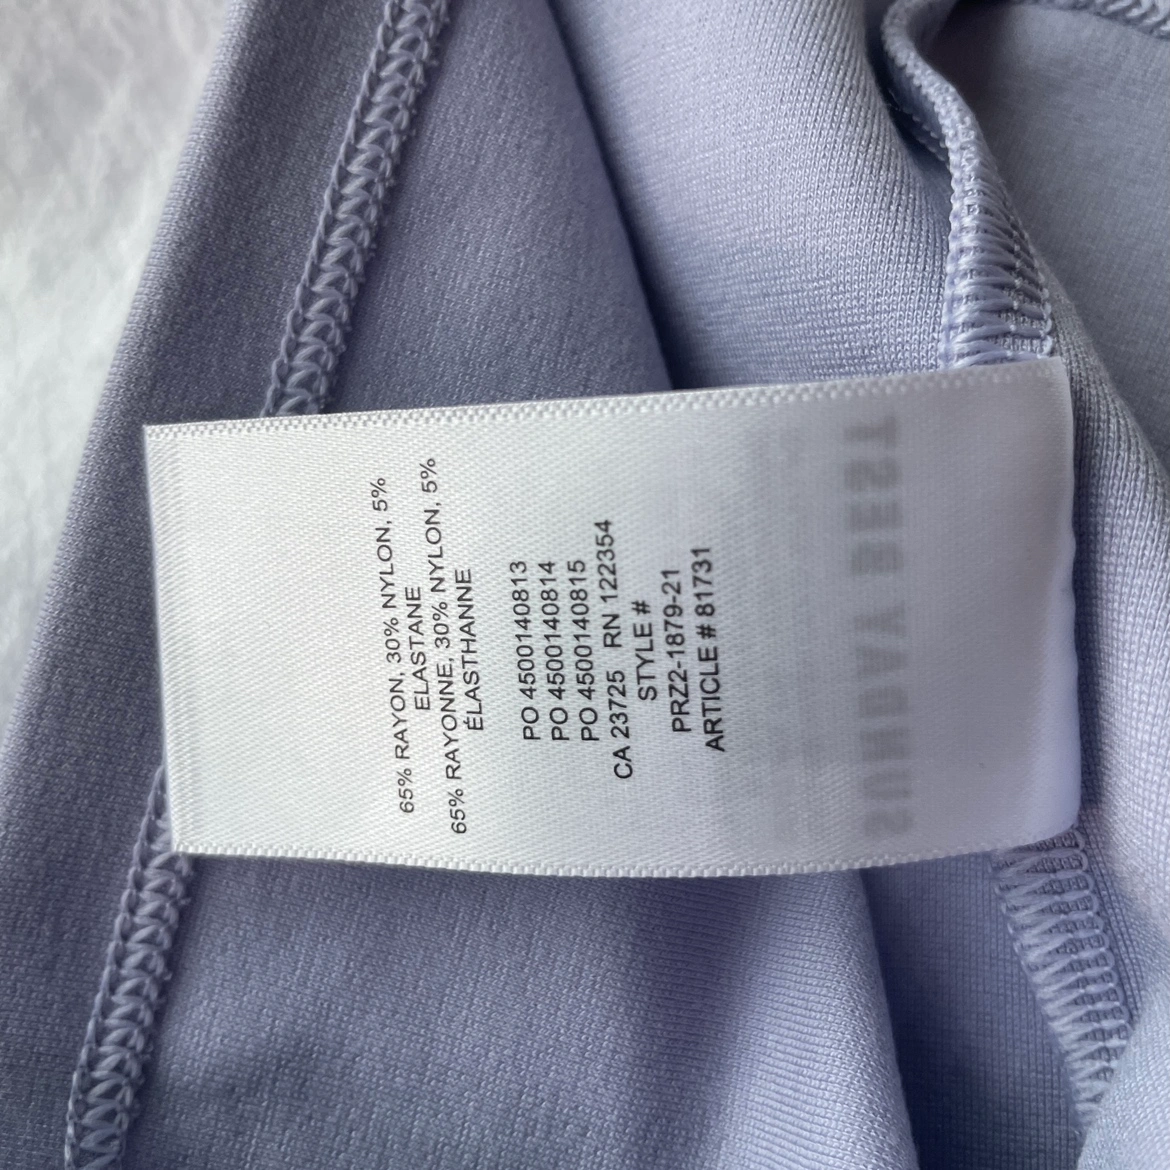 65% RAYON, 30% NYLON, 5%
ELASTANE
65% RAYONNE, 30% NYLON, 5%
ÉLASTHANNE
PO 4500140813
PO 4500140814
PO 4500140815
CA 23725 RN 122354
STYLE #
PRZ2-1879-21
ARTICLE # 81731